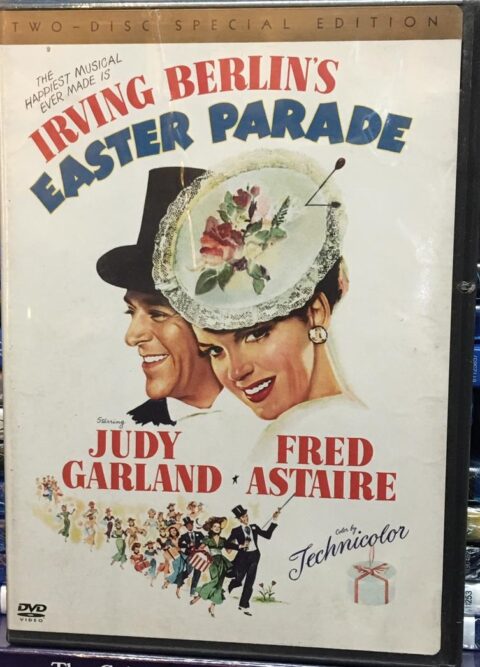 TWO-DISC SPECIAL EDITION
THE
HAPPIEST MUSICAL
EVER MADE IS
IRVING BERLIN'S
EASTER PARADE
Starring
JUDY
GARLAND
FRED
ASTAIRE
Color by
Technicolor
DVD
VIDEO